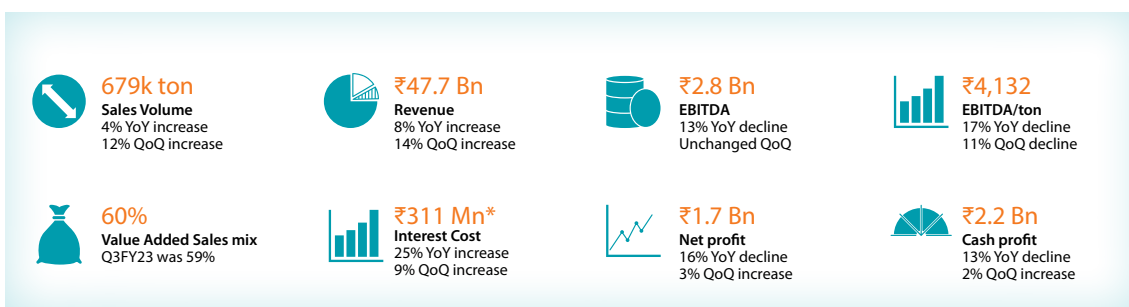 679k ton
Sales Volume
4% YoY increase
12% QoQ increase
₹47.7 Bn
Revenue
8% YoY increase
14% QoQ increase
₹2.8 Bn
EBITDA
13% YoY decline
Unchanged QoQ
₹4,132
EBITDA/ton
17% YoY decline
11% QoQ decline
60%
Value Added Sales mix
Q3FY23 was 59%
₹311 Mn*
Interest Cost
25% YoY increase
9% QoQ increase
₹1.7 Bn
Net profit
16% YoY decline
3% QoQ increase
₹2.2 Bn
Cash profit
13% YoY decline
2% QoQ increase